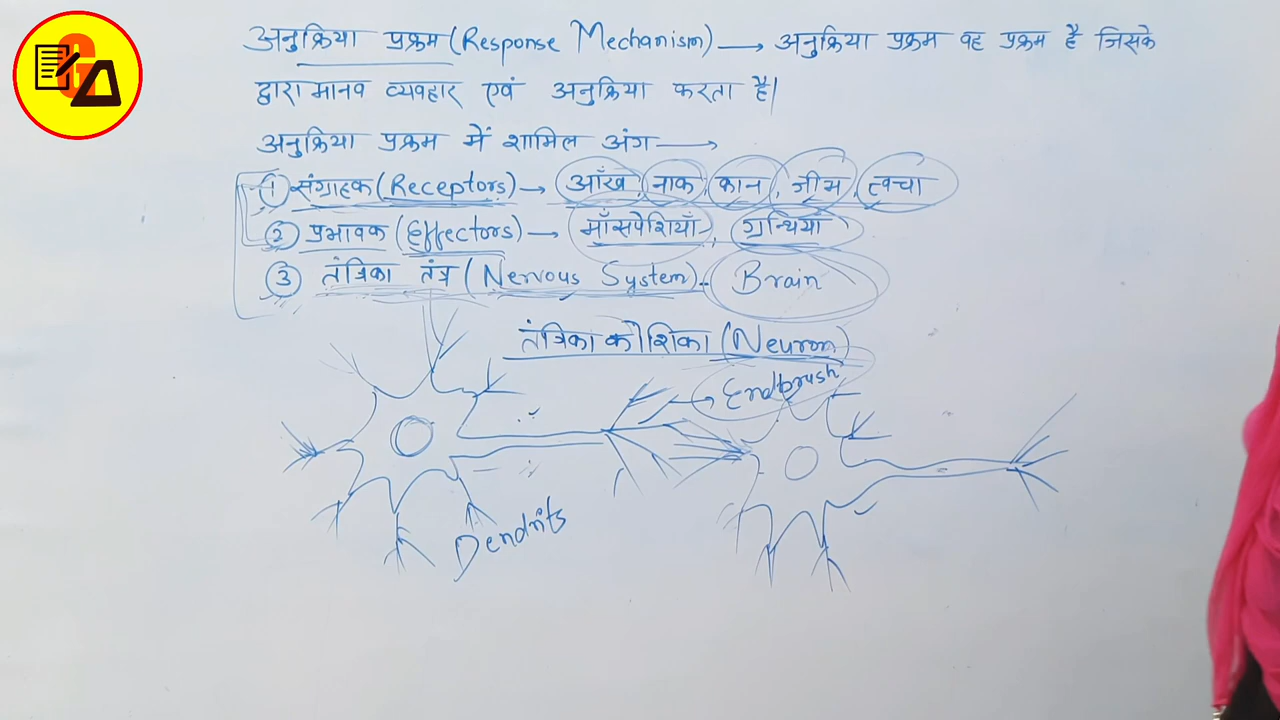 अनुक्रिया प्रक्रम (Response Mechanism) → अनुक्रिया प्रक्रम वह प्रक्रम है जिसके
द्वारा मानव व्यवहार एवं अनुक्रिया करता है।
अनुक्रिया प्रक्रम में शामिल अंग →
① संग्राहक (Receptors) → आँख, नाक, कान, जीभ, त्वचा
② प्रभावक (Effectors) → माँसपेशियाँ, ग्रन्थियाँ
③ तंत्रिका तंत्र (Nervous System) - Brain
तंत्रिका कोशिका (Neuron)
→ Endbrush
Dendrits